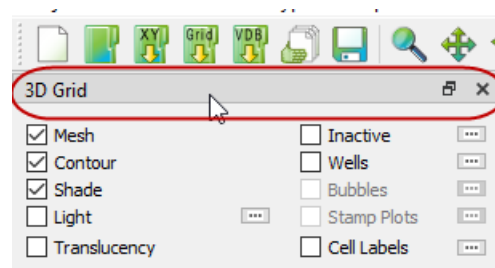 XY Grid VDB
3D Grid
Mesh Inactive
Contour Wells
Shade Bubbles
Light Stamp Plots
Translucency Cell Labels